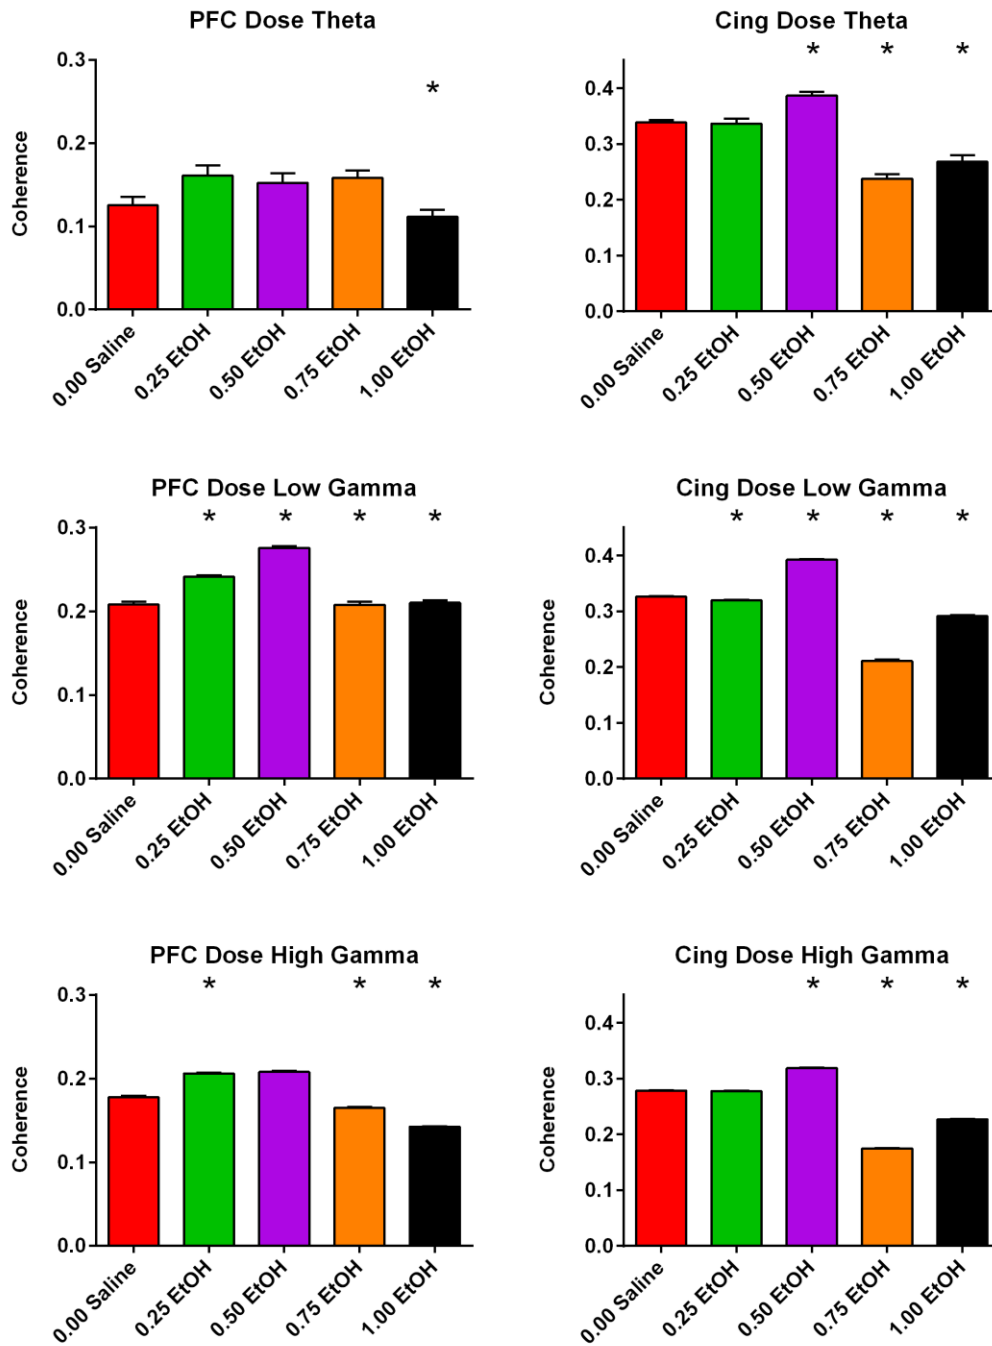 PFC Dose Theta
*
0.3
0.2
0.1
0.0
Coherence
0.00 Saline
0.25 EtOH
0.50 EtOH
0.75 EtOH
1.00 EtOH
Cing Dose Theta
* * *
0.4
0.3
0.2
0.1
0.0
0.00 Saline
0.25 EtOH
0.50 EtOH
0.75 EtOH
1.00 EtOH
PFC Dose Low Gamma
* * * *
0.3
0.2
0.1
0.0
Coherence
0.00 Saline
0.25 EtOH
0.50 EtOH
0.75 EtOH
1.00 EtOH
Cing Dose Low Gamma
* * * *
0.4
0.3
0.2
0.1
0.0
Coherence
0.00 Saline
0.25 EtOH
0.50 EtOH
0.75 EtOH
1.00 EtOH
PFC Dose High Gamma
* * *
0.3
0.2
0.1
0.0
Coherence
0.00 Saline
0.25 EtOH
0.50 EtOH
0.75 EtOH
1.00 EtOH
Cing Dose High Gamma
* * *
0.4
0.3
0.2
0.1
0.0
Coherence
0.00 Saline
0.25 EtOH
0.50 EtOH
0.75 EtOH
1.00 EtOH